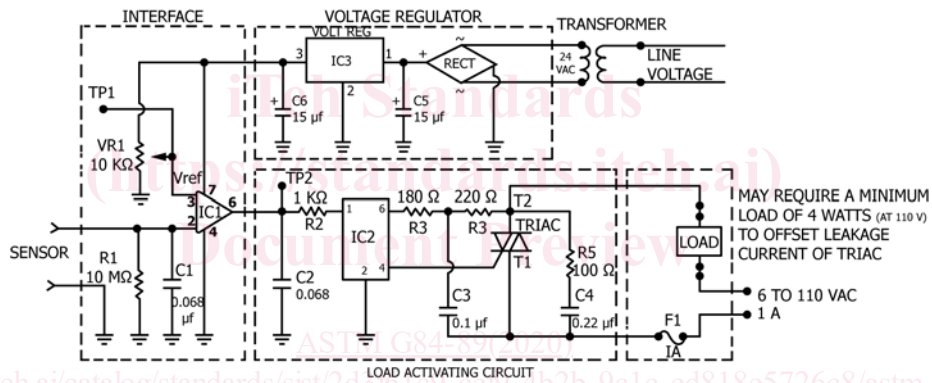 INTERFACE
VOLTAGE REGULATOR
TRANSFORMER
VOLT REG
3
IC3
1
2
+
~
RECT
~
24
VAC
LINE
VOLTAGE
TP1
+
C6
15 µf
+
C5
15 µf
iTeh Standards
(https://standards.iteh.ai)
Document Preview
VR1
10 KΩ
Vref
7
3
IC1
6
2
4
SENSOR
R1
10 MΩ
C1
0.068
µf
TP2
1 KΩ
R2
C2
0.068
1
6
IC2
2
4
180 Ω
R3
220 Ω
R3
T2
TRIAC
T1
R5
100 Ω
C3
0.1 µf
C4
0.22 µf
LOAD
MAY REQUIRE A MINIMUM
LOAD OF 4 WATTS (AT 110 V)
TO OFFSET LEAKAGE
CURRENT OF TRIAC
6 TO 110 VAC
1 A
F1
IA
ASTM G84-89(2020)
LOAD ACTIVATING CIRCUIT